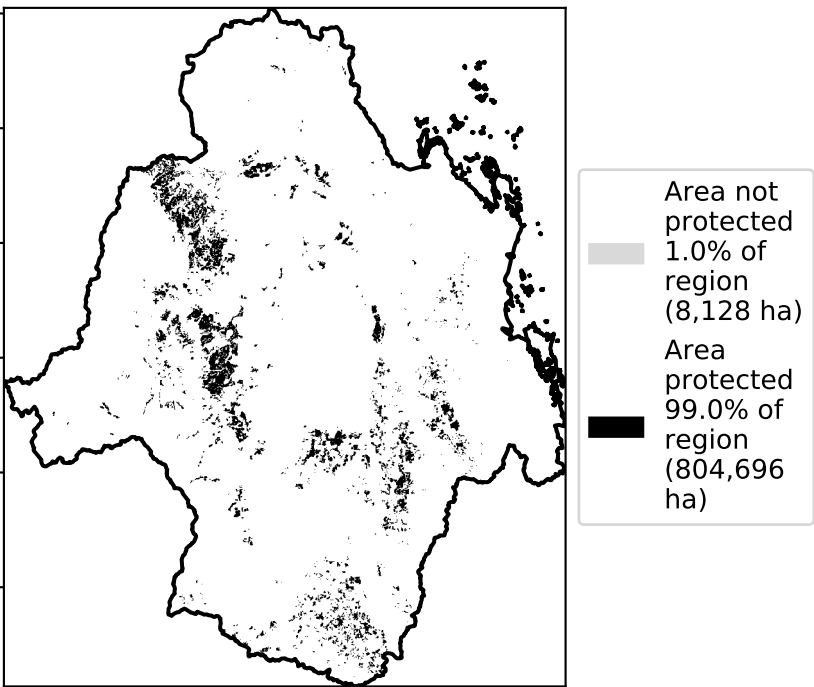 Area not
protected
1.0% of
region
(8,128 ha)
Area
protected
99.0% of
region
(804,696
ha)